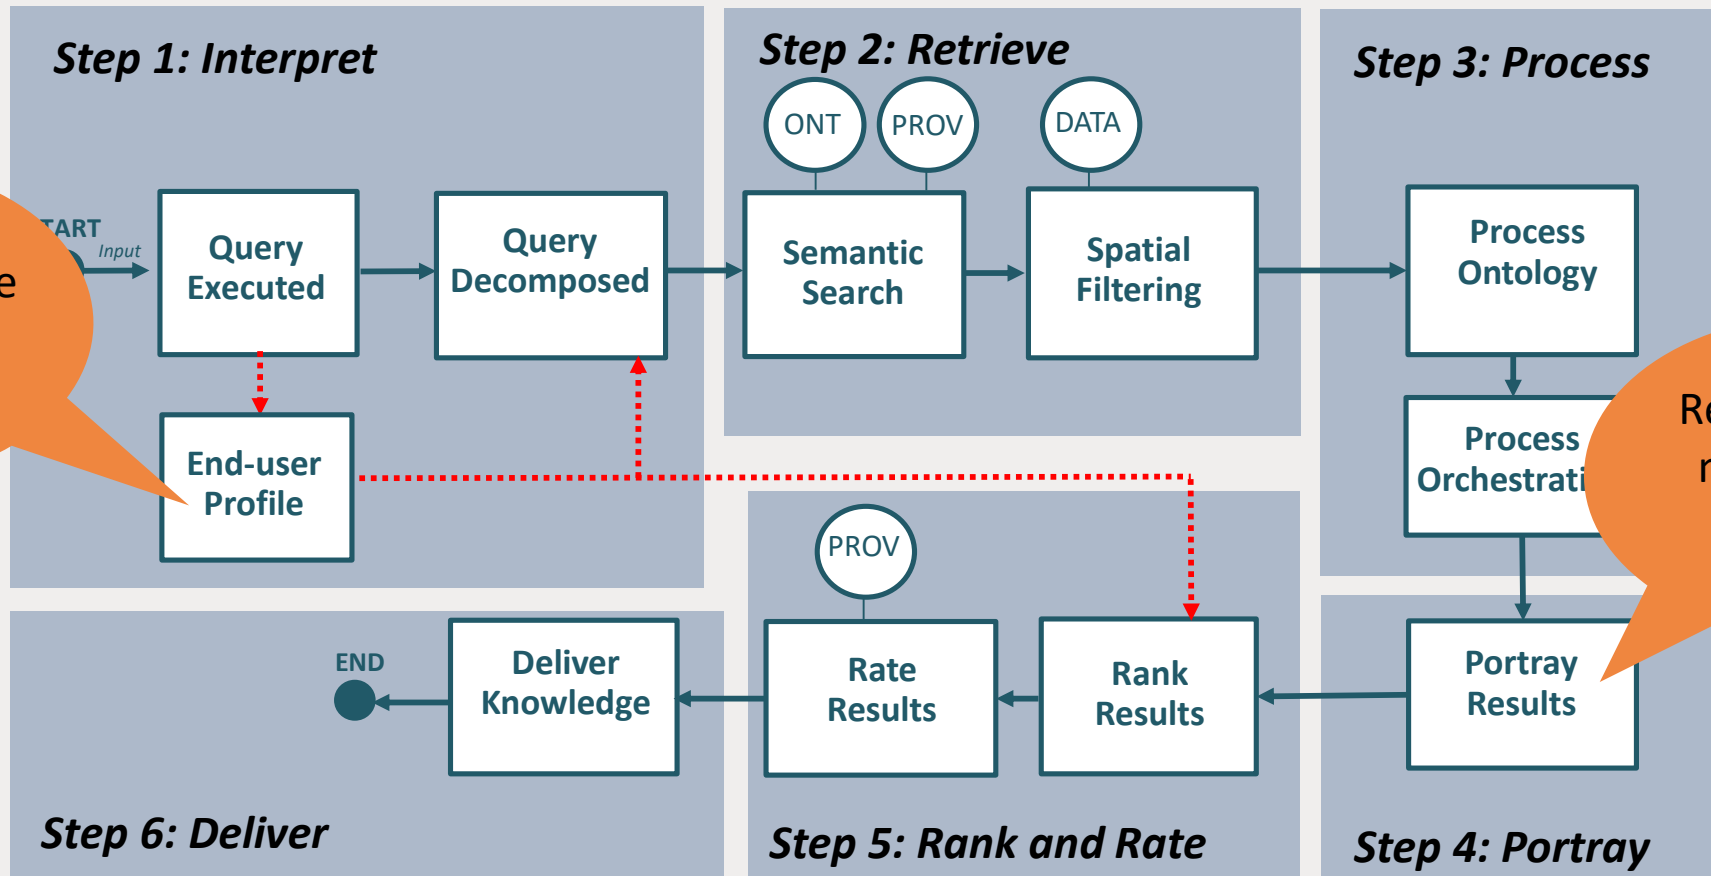 Step 1: Interpret
TART
Input
Query
Executed
Query
Decomposed
End-user
Profile
Step 2: Retrieve
ONT
PROV
DATA
Semantic
Search
Spatial
Filtering
Step 3: Process
Process
Ontology
Process
Orchestrati
Portray
Results
Step 4: Portray
PROV
Rate
Results
Rank
Results
Step 5: Rank and Rate
END
Deliver
Knowledge
Step 6: Deliver